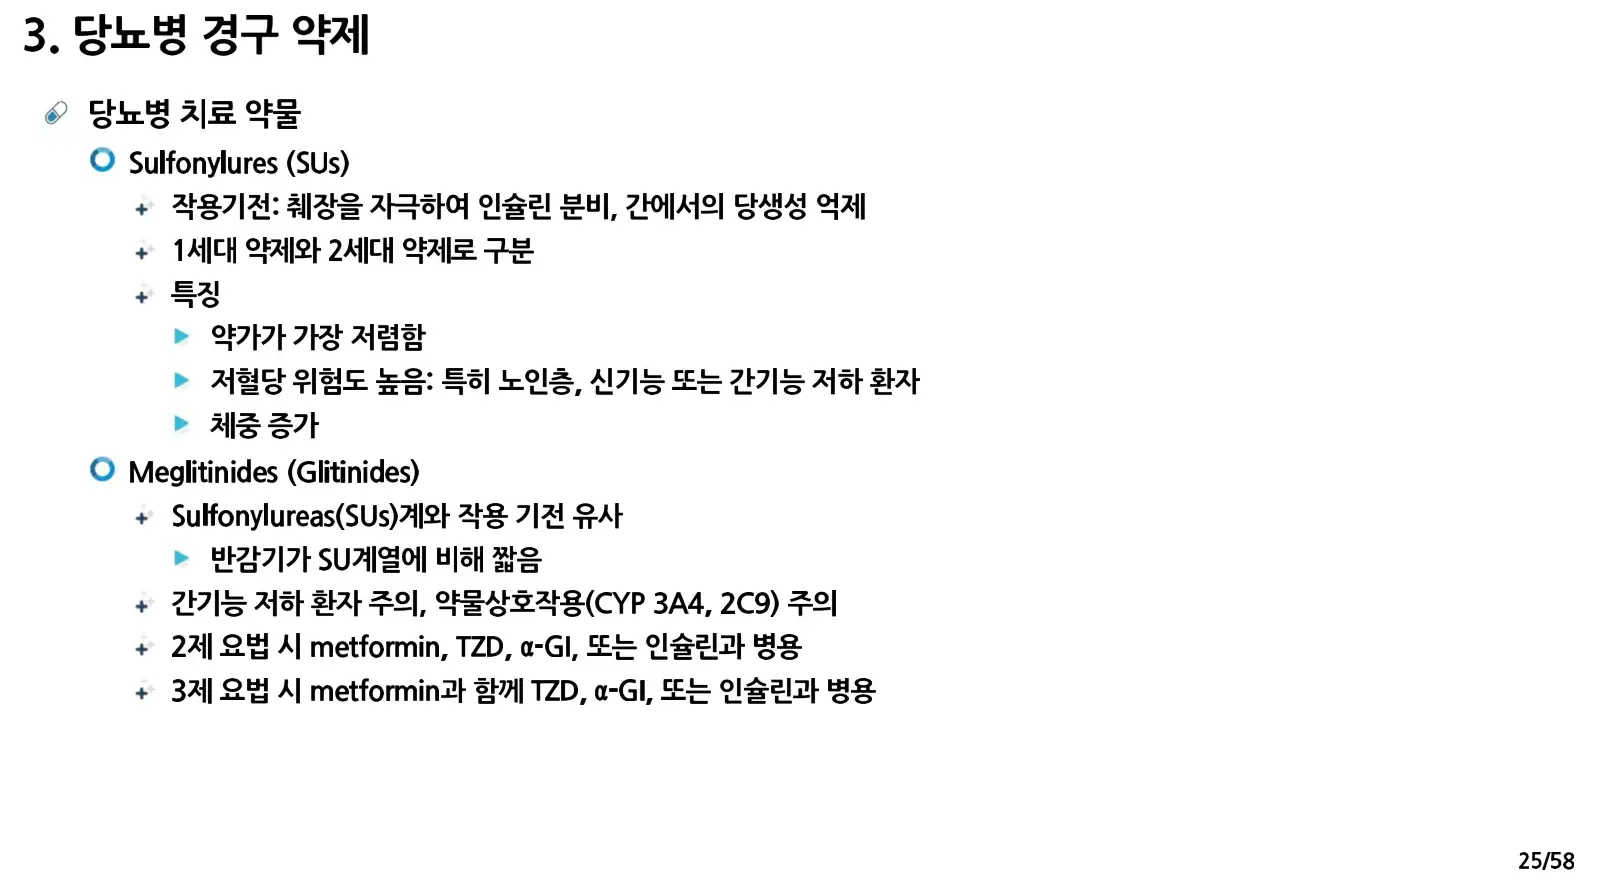 3. 당뇨병 경구 약제
당뇨병 치료 약물
Sulfonylures (SUs)
작용기전: 췌장을 자극하여 인슐린 분비, 간에서의 당생성 억제
1세대 약제와 2세대 약제로 구분
특징
약가가 가장 저렴함
저혈당 위험도 높음: 특히 노인층, 신기능 또는 간기능 저하 환자
체중 증가
Meglitinides (Glitinides)
Sulfonylureas(SUs)계와 작용 기전 유사
반감기가 SU계열에 비해 짧음
간기능 저하 환자 주의, 약물상호작용(CYP 3A4, 2C9) 주의
2제 요법 시 metformin, TZD, α-GI, 또는 인슐린과 병용
3제 요법 시 metformin과 함께 TZD, α-GI, 또는 인슐린과 병용
25/58